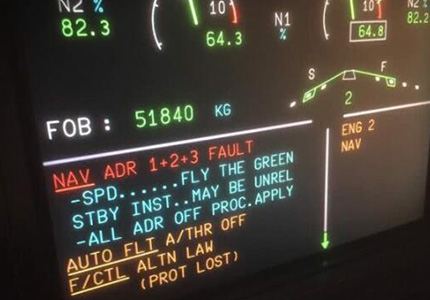 N2 % 10 10 N2 %
82.3 64.3 N1 % 64.8 82.2
S F
2
FOB : 51840 KG
NAV ADR 1+2+3 FAULT
-SPD......FLY THE GREEN
STBY INST..MAY BE UNREL
-ALL ADR OFF PROC.APPLY
AUTO FLT A/THR OFF
F/CTL ALTN LAW
(PROT LOST)
ENG 2
NAV